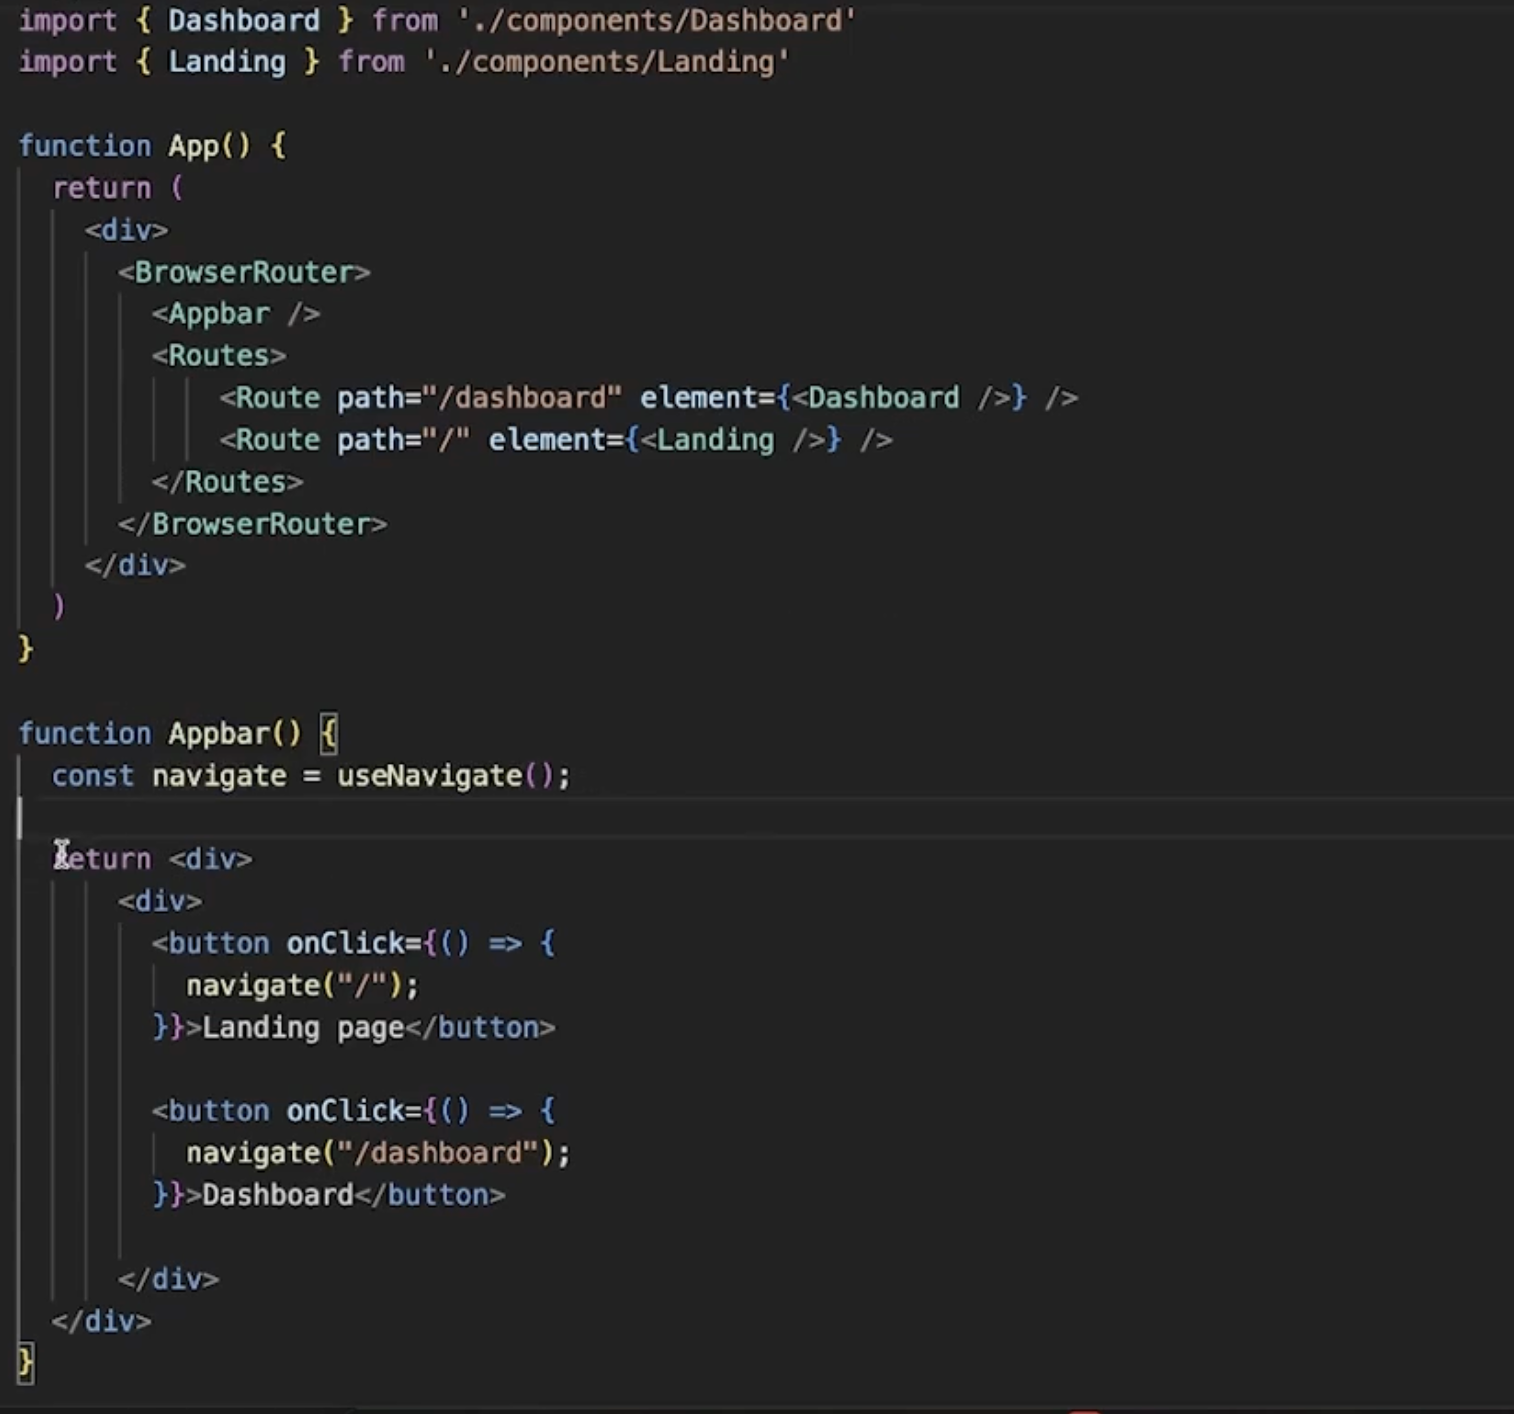 import { Dashboard } from './components/Dashboard'
import { Landing } from './components/Landing'

function App() {
  return (
    <div>
      <BrowserRouter>
        <Appbar />
        <Routes>
            <Route path="/dashboard" element={<Dashboard />} />
            <Route path="/" element={<Landing />} />
        </Routes>
      </BrowserRouter>
    </div>
  )
}

function Appbar() {
  const navigate = useNavigate();

  return <div>
      <div>
        <button onClick={() => {
          navigate("/");
        }}>Landing page</button>

        <button onClick={() => {
          navigate("/dashboard");
        }}>Dashboard</button>

      </div>
  </div>
}